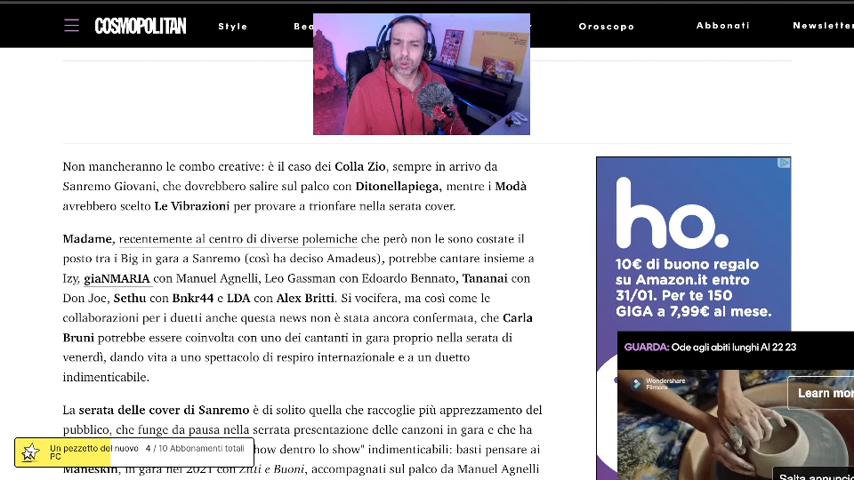 COSMOPOLITAN
Style
Bea
Oroscopo
Abbonati
Newsletter
Non mancheranno le combo creative: è il caso dei Colla Zio, sempre in arrivo da
Sanremo Giovani, che dovrebbero salire sul palco con Ditonellapiega, mentre i Modà
avrebbero scelto Le Vibrazioni per provare a trionfare nella serata cover.
Madame, recentemente al centro di diverse polemiche che però non le sono costate il
posto tra i Big in gara a Sanremo (così ha deciso Amadeus), potrebbe cantare insieme a
Izy, giaNMARIA con Manuel Agnelli, Leo Gassman con Edoardo Bennato, Tananai con
Don Joe, Sethu con Bnkr44 e LDA con Alex Britti. Si vocifera, ma così come le
collaborazioni per i duetti anche questa news non è stata ancora confermata, che Carla
Bruni potrebbe essere coinvolta con uno dei cantanti in gara proprio nella serata di
venerdì, dando vita a uno spettacolo di respiro internazionale e a un duetto
indimenticabile.
La serata delle cover di Sanremo è di solito quella che raccoglie più apprezzamento del
pubblico, che funge da pausa nella serrata presentazione delle canzoni in gara e che ha
how dentro lo show" indimenticabili: basti pensare ai
Måneskin, in gara nel 2021 con Zitti e Buoni, accompagnati sul palco da Manuel Agnelli
Un pezzetto del nuovo PC
4 / 10 Abbonamenti totali
ho.
10€ di buono regalo
su Amazon.it entro
31/01. Per te 150
GIGA a 7,99€ al mese.
GUARDA: Ode agli abiti lunghi AI 22 23
Wondershare
Filmora
Learn mor
Salta annuncio